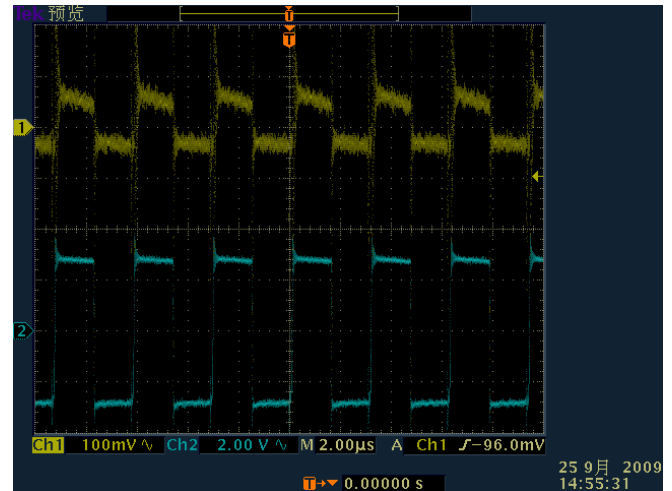 Tek 预览
T
T
1
2
Ch1 100mV Ch2 2.00 V M 2.00µs A Ch1 -96.0mV
25 9月 2009
T→▼ 0.00000 s 14:55:31